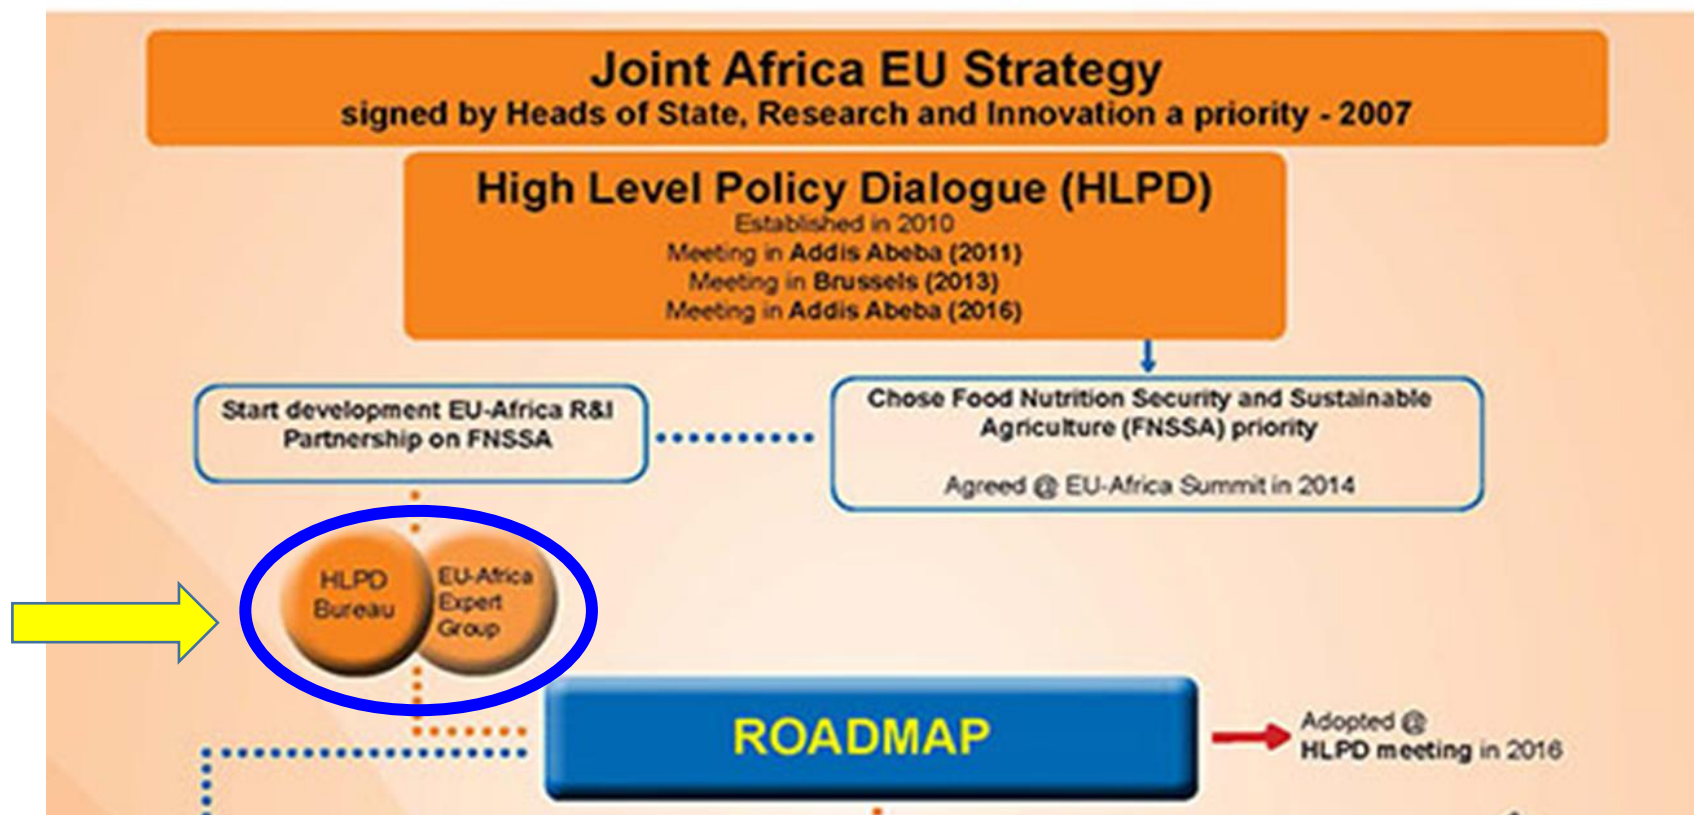 Joint Africa EU Strategy
signed by Heads of State, Research and Innovation a priority - 2007
High Level Policy Dialogue (HLPD)
Established in 2010
Meeting in Addis Abeba (2011)
Meeting in Brussels (2013)
Meeting in Addis Abeba (2016)
Start development EU-Africa R&I
Partnership on FNSSA
Chose Food Nutrition Security and Sustainable
Agriculture (FNSSA) priority
Agreed @ EU-Africa Summit in 2014
HLPD
Bureau
EU-Africa
Expert
Group
ROADMAP
Adopted @
HLPD meeting in 2016